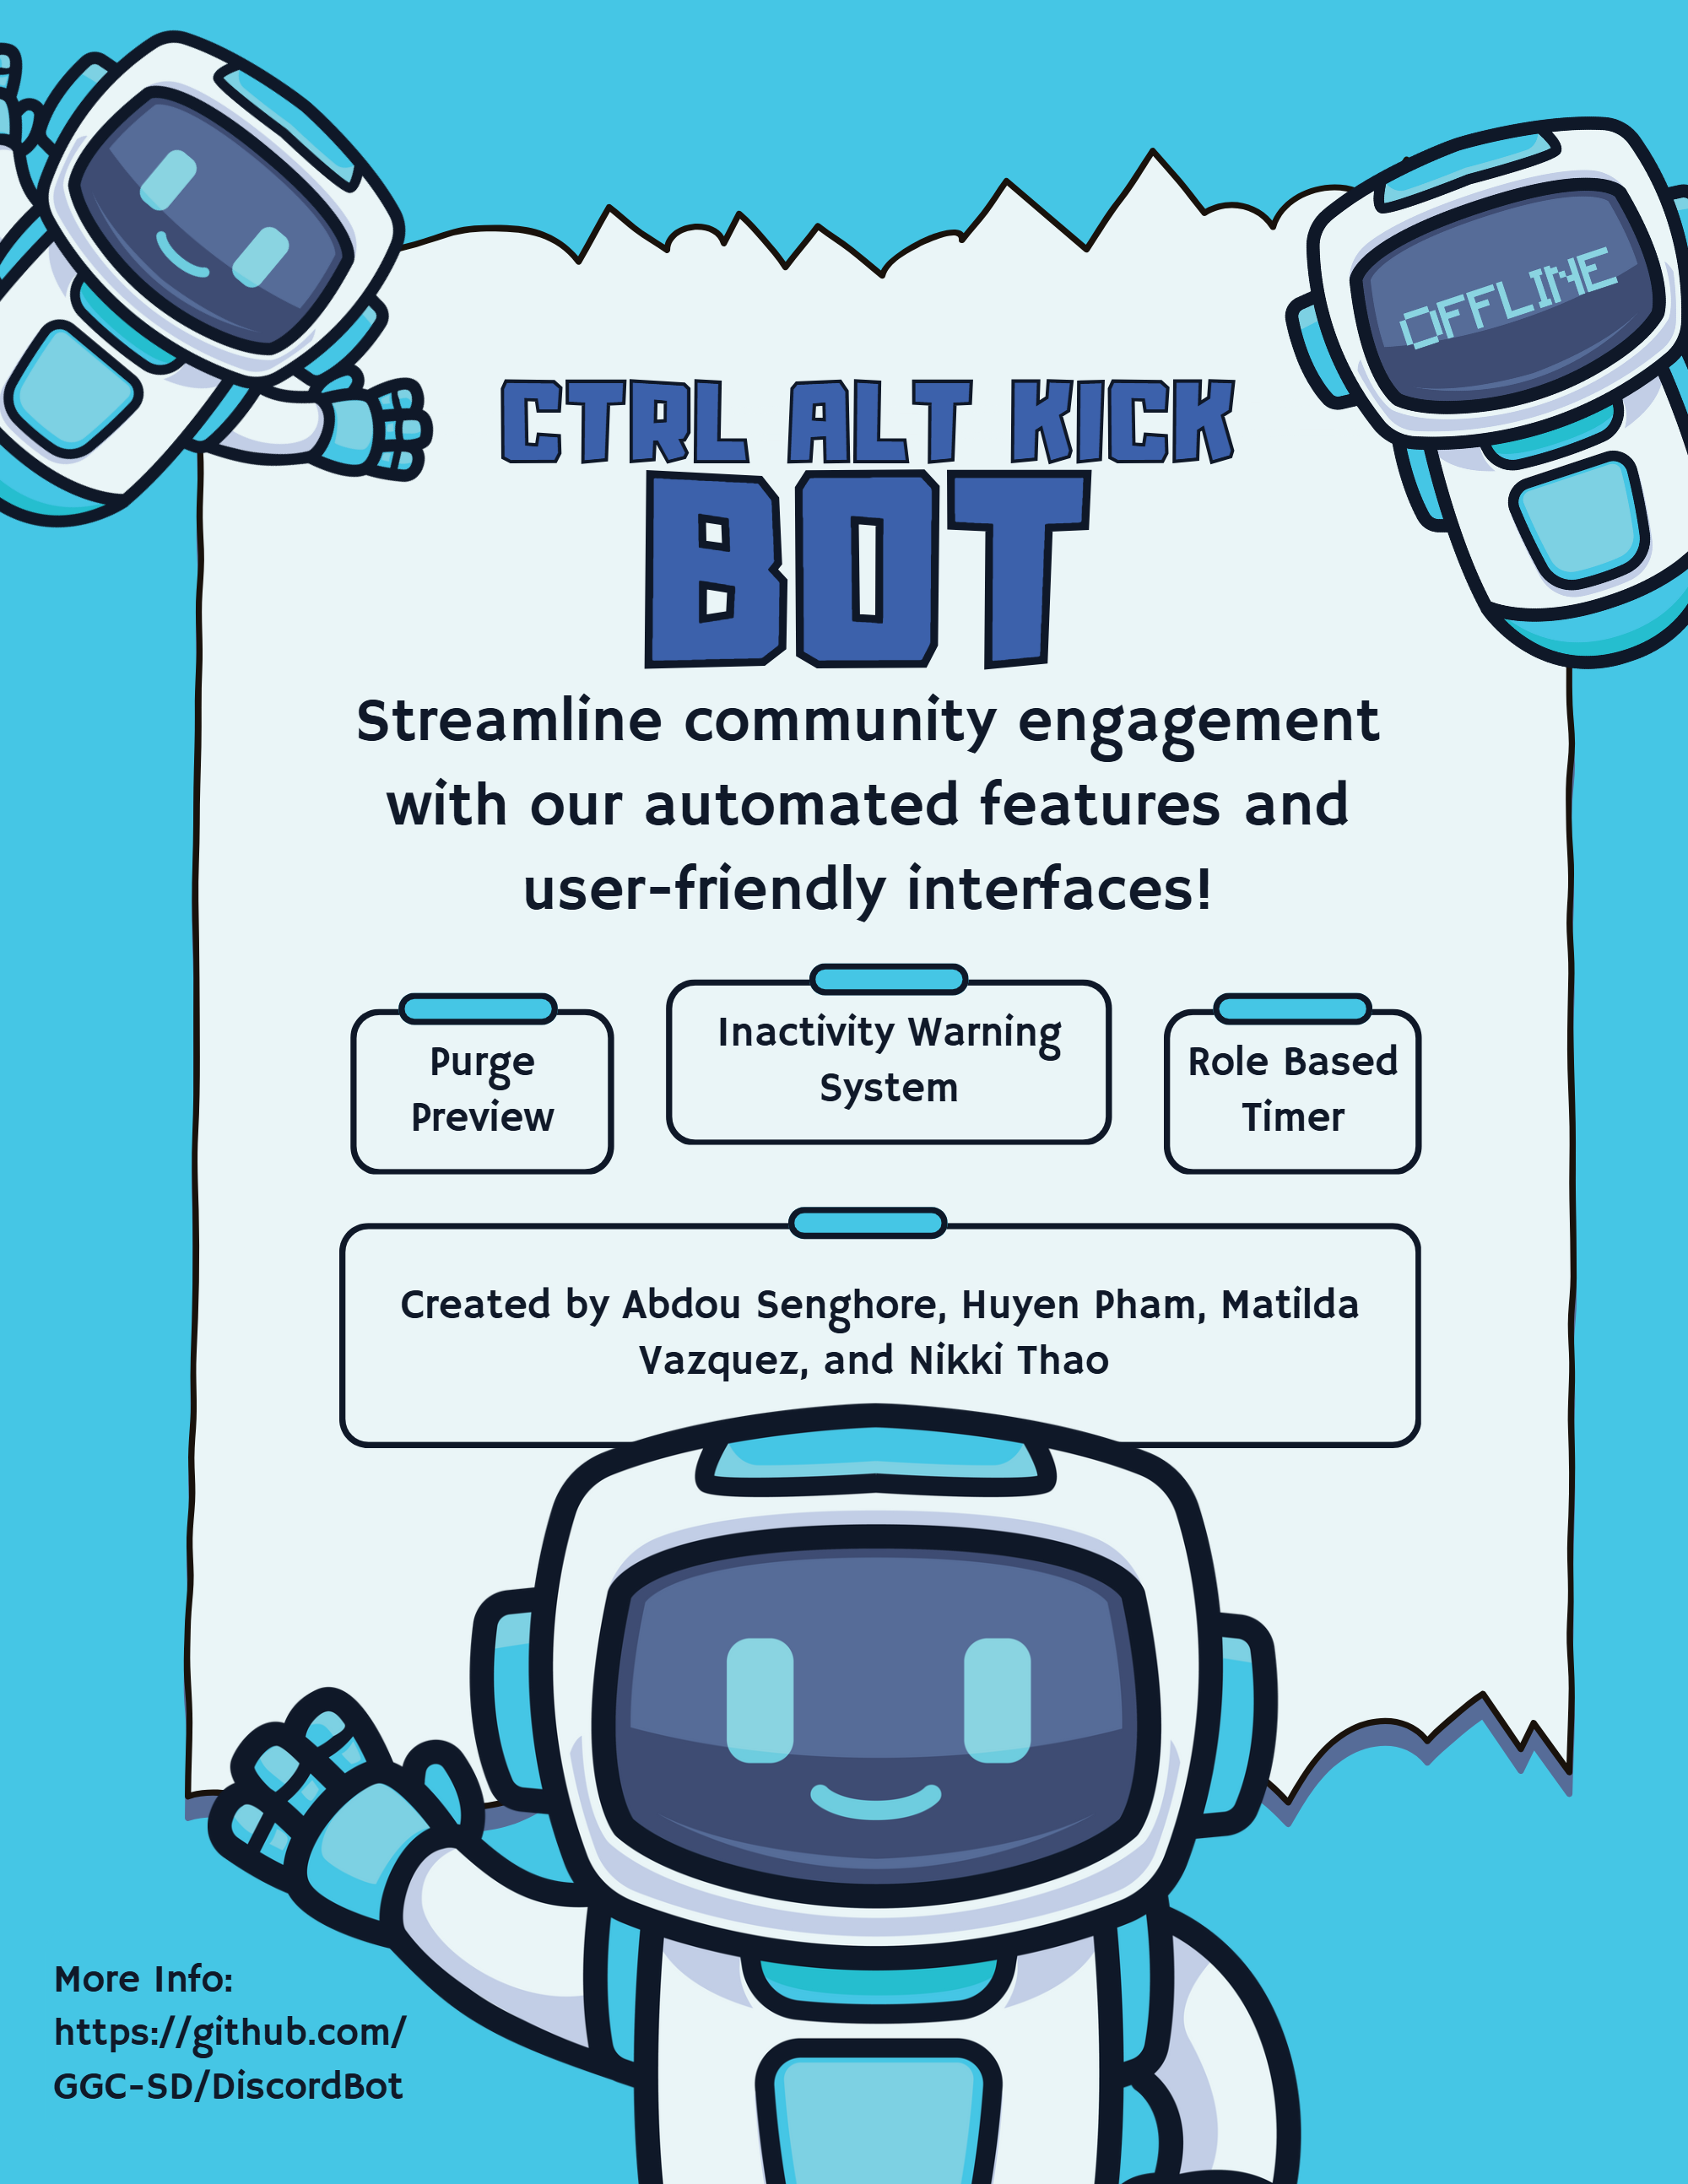 OFFLINE
CTRL ALT KICK
BOT
Streamline community engagement
with our automated features and
user-friendly interfaces!
Purge
Preview
Inactivity Warning
System
Role Based
Timer
Created by Abdou Senghore, Huyen Pham, Matilda
Vazquez, and Nikki Thao
More Info:
https://github.com/
GGC-SD/DiscordBot